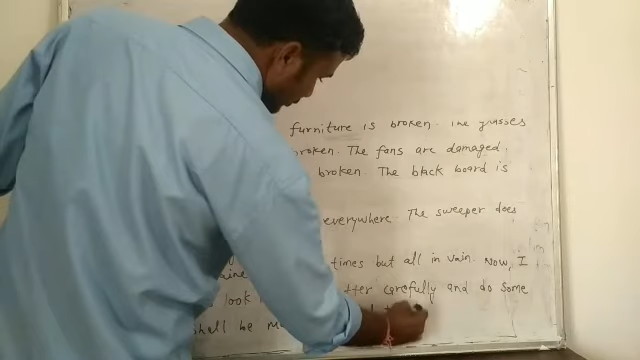 furniture is broken. The glasses
broken. The fans are damaged,
broken. The black board is
everywhere. The sweeper does
times but all in vain. Now, I
look carefully and do some
shall be